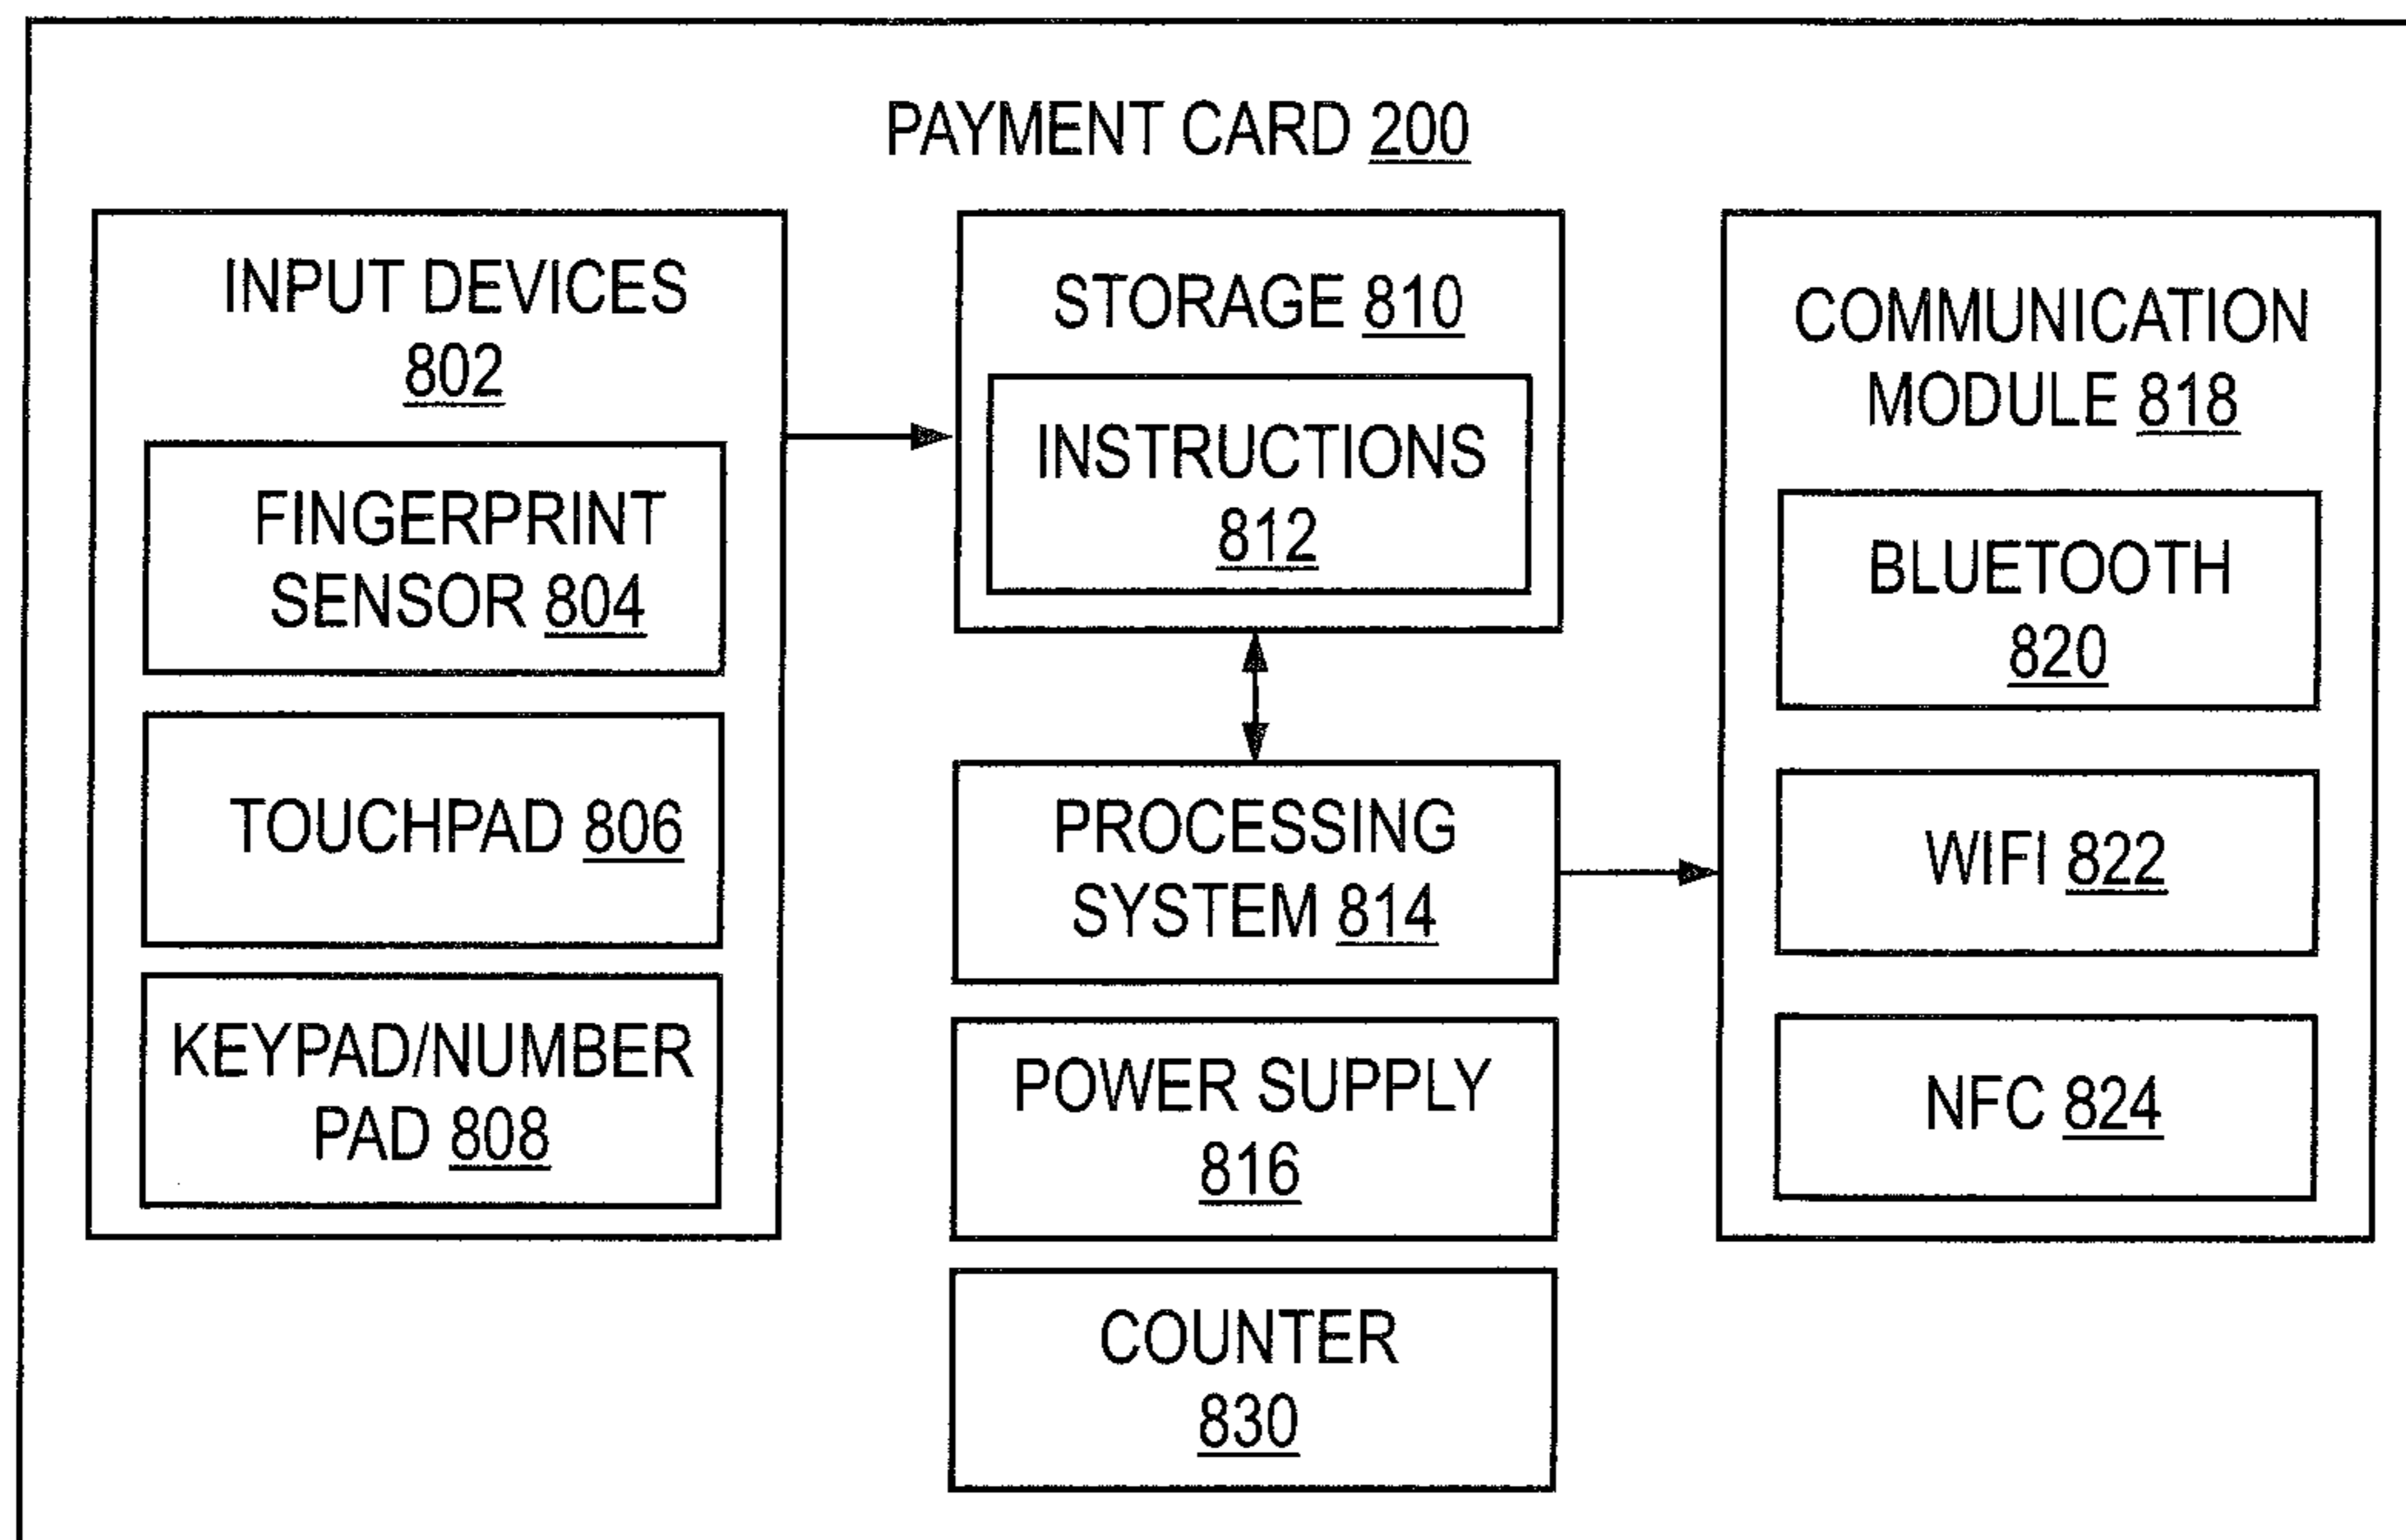 PAYMENT CARD 200
INPUT DEVICES
802
FINGERPRINT
SENSOR 804
TOUCHPAD 806
KEYPAD/NUMBER
PAD 808
STORAGE 810
INSTRUCTIONS
812
PROCESSING
SYSTEM 814
POWER SUPPLY
816
COUNTER
830
COMMUNICATION
MODULE 818
BLUETOOTH
820
WIFI 822
NFC 824